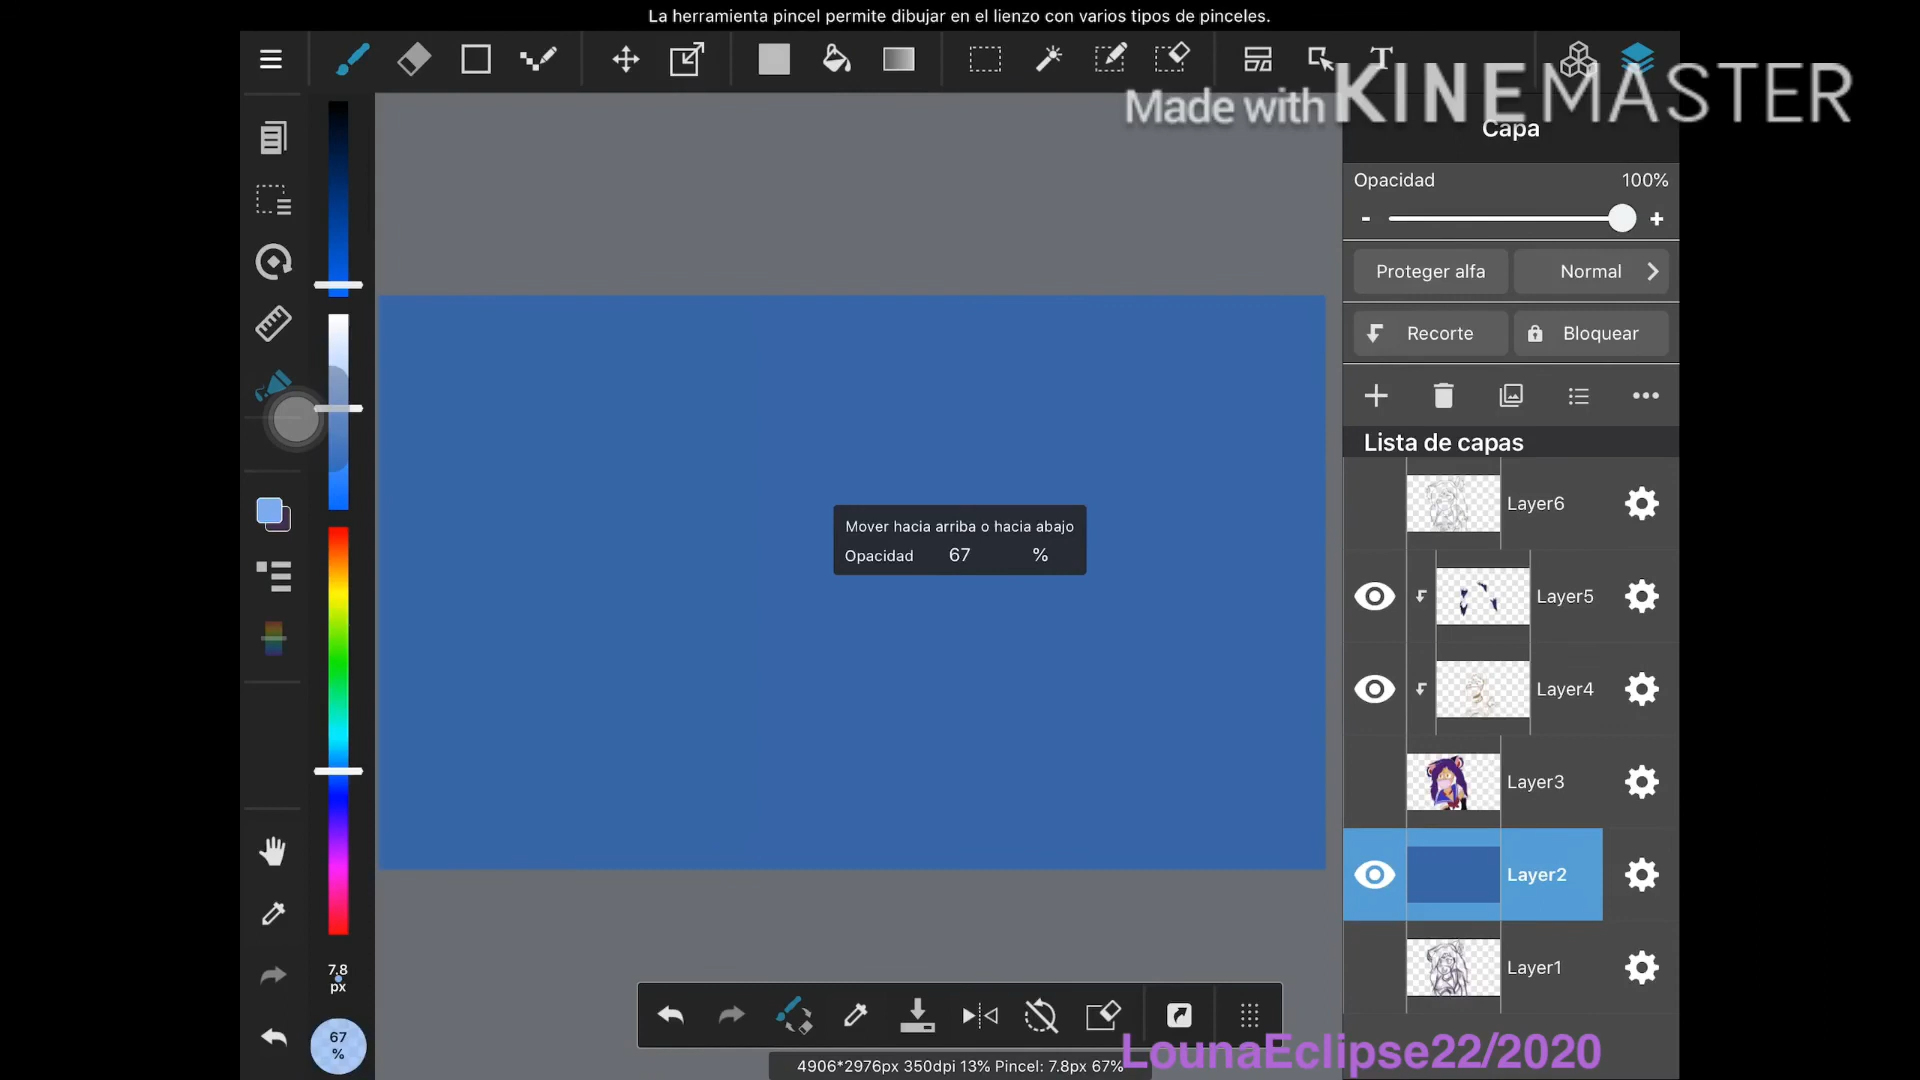 La herramienta pincel permite dibujar en el lienzo con varios tipos de pinceles.
T
Made with KINEMASTER
Capa
Opacidad 100%
- +
Proteger alfa Normal
Recorte Bloquear
Lista de capas
Layer6
Mover hacia arriba o hacia abajo
Opacidad 67 %
Layer5
Layer4
Layer3
Layer2
Layer1
7.8
px
67
%
LounaEclipse22/2020
4906*2976px 350dpi 13% Pincel: 7.8px 67%